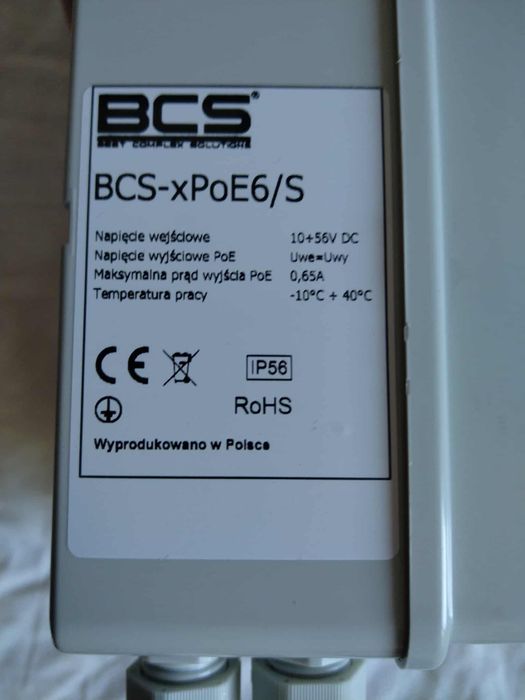 BCS®
BEST COMPLEX SOLUTIONS
BCS-xPoE6/S
Napięcie wejściowe 10÷56V DC
Napięcie wyjściowe PoE Uwe=Uwy
Maksymalna prąd wyjścia PoE 0,65A
Temperatura pracy -10°C ÷ 40°C
CE IP56
RoHS
Wyprodukowano w Polsce